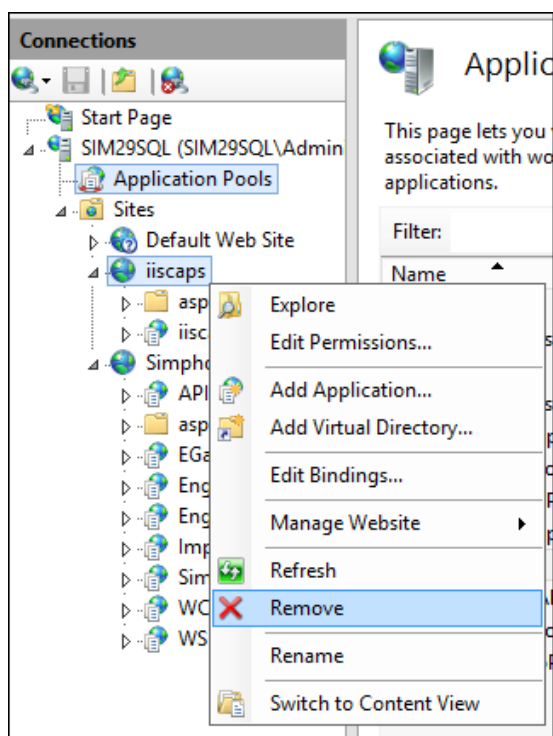 Connections
Start Page
SIM29SQL (SIM29SQL\Admin
Application Pools
Sites
Default Web Site
iiscaps
asp
iisc
Simpho
API
asp
EGa
Eng
Eng
Imp
Sim
WC
WS
Explore
Edit Permissions...
Add Application...
Add Virtual Directory...
Edit Bindings...
Manage Website
Refresh
Remove
Rename
Switch to Content View
Applic
This page lets you
associated with wo
applications.
Filter:
Name